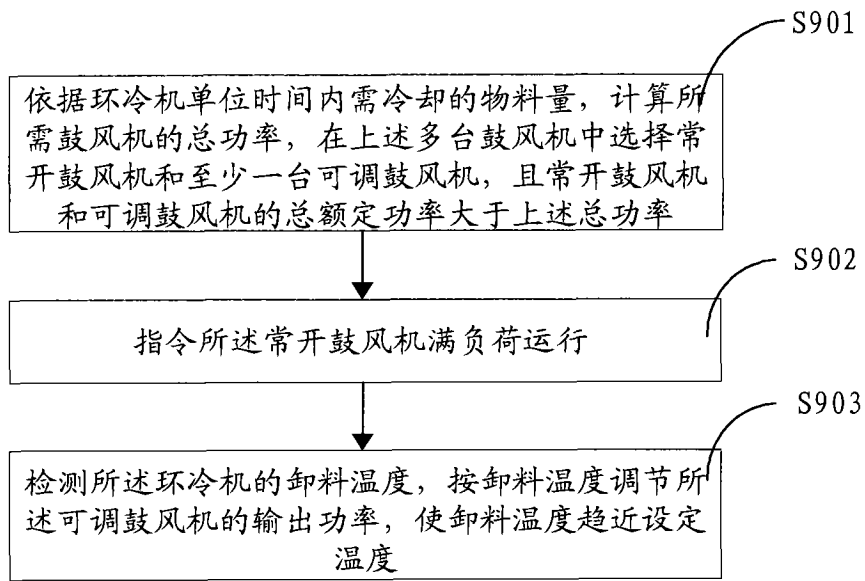 S901
依据环冷机单位时间内需冷却的物料量，计算所
需鼓风机的总功率，在上述多台鼓风机中选择常
开鼓风机和至少一台可调鼓风机，且常开鼓风机
和可调鼓风机的总额定功率大于上述总功率
S902
指令所述常开鼓风机满负荷运行
S903
检测所述环冷机的卸料温度，按卸料温度调节所
述可调鼓风机的输出功率，使卸料温度趋近设定
温度